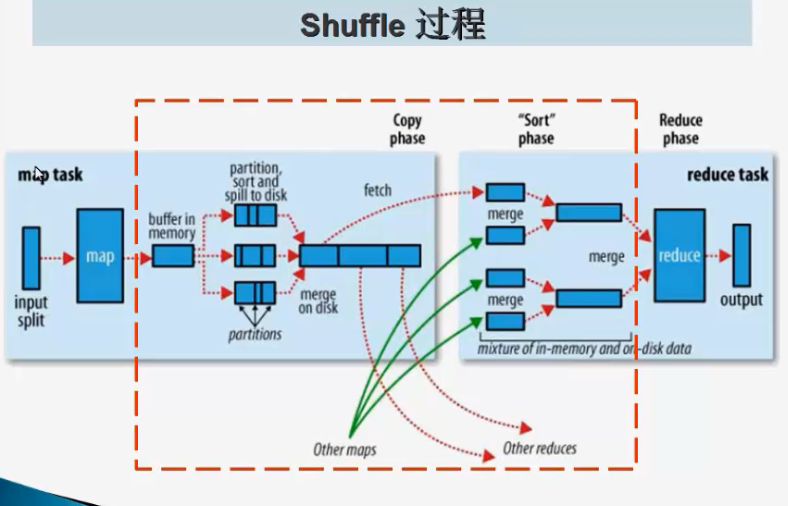 Shuffle 过程
Copy
phase
"Sort"
phase
Reduce
phase
map task
partition,
sort and
spill to disk
fetch
reduce task
buffer in
memory
merge
map
merge
reduce
input
split
merge
on disk
merge
output
partitions
mixture of in-memory and on-disk data
Other maps
Other reduces